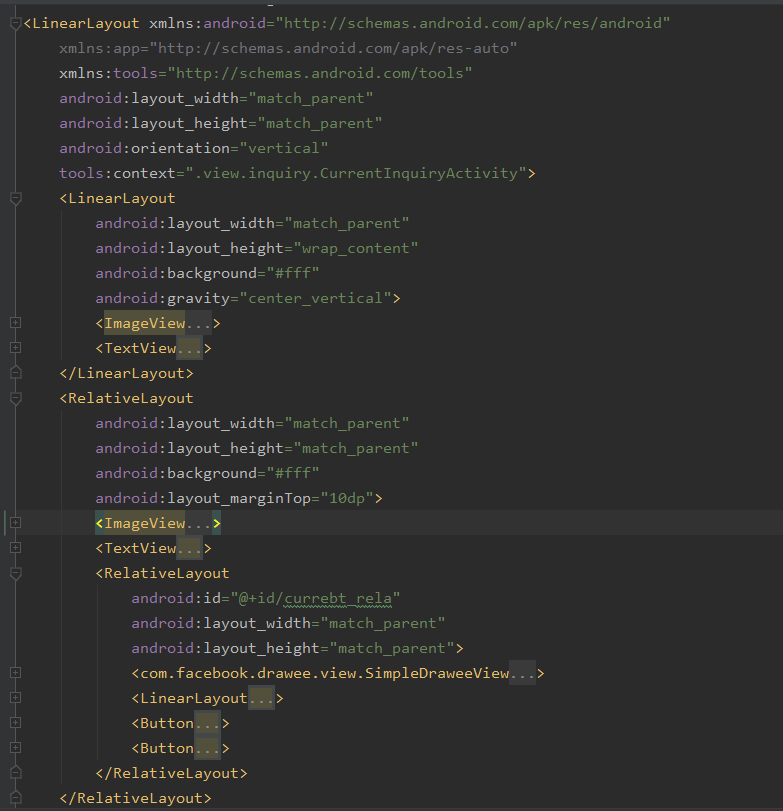 <LinearLayout xmlns:android="http://schemas.android.com/apk/res/android"
    xmlns:app="http://schemas.android.com/apk/res-auto"
    xmlns:tools="http://schemas.android.com/tools"
    android:layout_width="match_parent"
    android:layout_height="match_parent"
    android:orientation="vertical"
    tools:context=".view.inquiry.CurrentInquiryActivity">
    <LinearLayout
        android:layout_width="match_parent"
        android:layout_height="wrap_content"
        android:background="#fff"
        android:gravity="center_vertical">
        <ImageView...>
        <TextView...>
    </LinearLayout>
    <RelativeLayout
        android:layout_width="match_parent"
        android:layout_height="match_parent"
        android:background="#fff"
        android:layout_marginTop="10dp">
        <ImageView...>
        <TextView...>
        <RelativeLayout
            android:id="@+id/currebt_rela"
            android:layout_width="match_parent"
            android:layout_height="match_parent">
            <com.facebook.drawee.view.SimpleDraweeView...>
            <LinearLayout...>
            <Button...>
            <Button...>
        </RelativeLayout>
    </RelativeLayout>